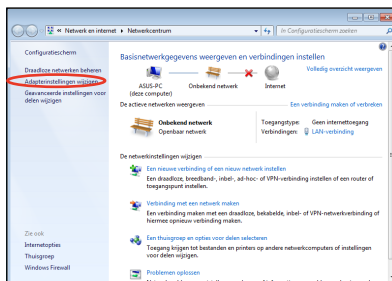 « Netwerk en internet ▸ Netwerkcentrum
In Configuratiescherm zoeken
Configuratiescherm
Draadloze netwerken beheren
Adapterinstellingen wijzigen
Geavanceerde instellingen voor
delen wijzigen
Zie ook
Internetopties
Thuisgroep
Windows Firewall
Basisnetwerkgegevens weergeven en verbindingen instellen
Volledig overzicht weergeven
ASUS-PC
(deze computer)
Onbekend netwerk
Internet
De actieve netwerken weergeven
Een verbinding maken of verbreken
Onbekend netwerk
Openbaar netwerk
Toegangstype: Geen internettoegang
Verbindingen: LAN-verbinding
De netwerkinstellingen wijzigen
Een nieuwe verbinding of een nieuw netwerk instellen
Een draadloze, breedband-, inbel-, ad-hoc- of VPN-verbinding instellen of een router of
toegangspunt instellen.
Verbinding met een netwerk maken
Een verbinding maken met een draadloze, bekabelde, inbel- of VPN-netwerkverbinding of
hiermee opnieuw verbinden.
Een thuisgroep en opties voor delen selecteren
Toegang krijgen tot bestanden en printers op andere netwerkcomputers of instellingen
voor delen wijzigen.
Problemen oplossen